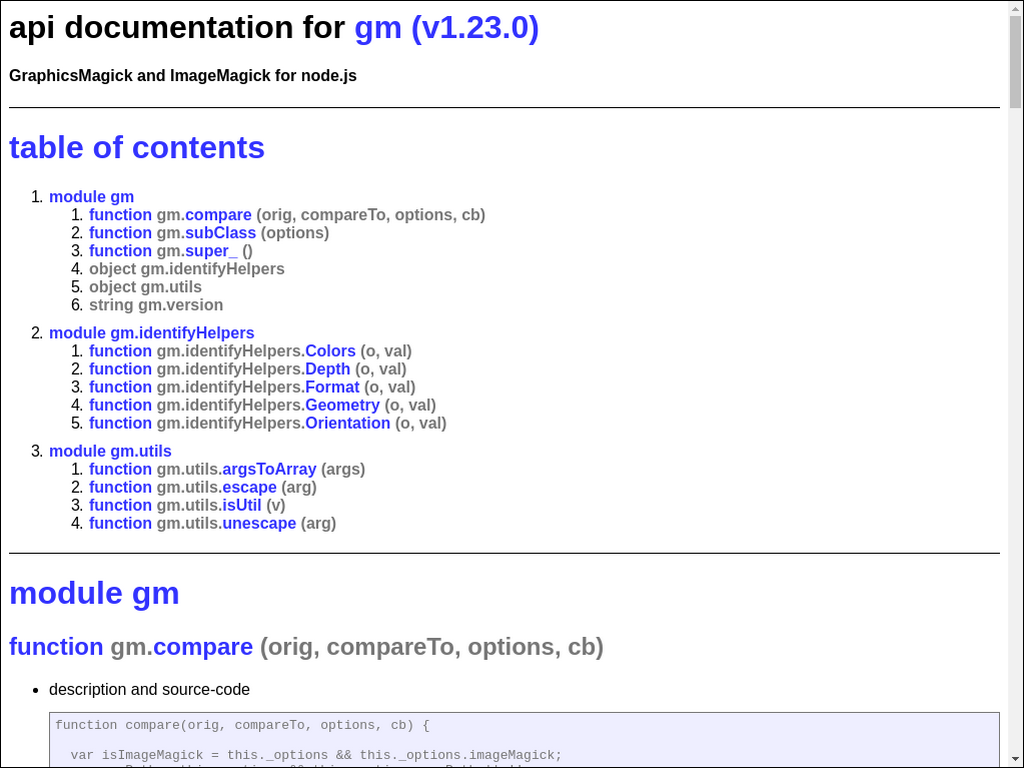 api documentation for gm (v1.23.0)
GraphicsMagick and ImageMagick for node.js
table of contents
1. module gm
1. function gm.compare (orig, compareTo, options, cb)
2. function gm.subClass (options)
3. function gm.super_ ()
4. object gm.identifyHelpers
5. object gm.utils
6. string gm.version
2. module gm.identifyHelpers
1. function gm.identifyHelpers.Colors (o, val)
2. function gm.identifyHelpers.Depth (o, val)
3. function gm.identifyHelpers.Format (o, val)
4. function gm.identifyHelpers.Geometry (o, val)
5. function gm.identifyHelpers.Orientation (o, val)
3. module gm.utils
1. function gm.utils.argsToArray (args)
2. function gm.utils.escape (arg)
3. function gm.utils.isUtil (v)
4. function gm.utils.unescape (arg)
module gm
function gm.compare (orig, compareTo, options, cb)
• description and source-code
function compare(orig, compareTo, options, cb) {
var isImageMagick = this._options && this._options.imageMagick;